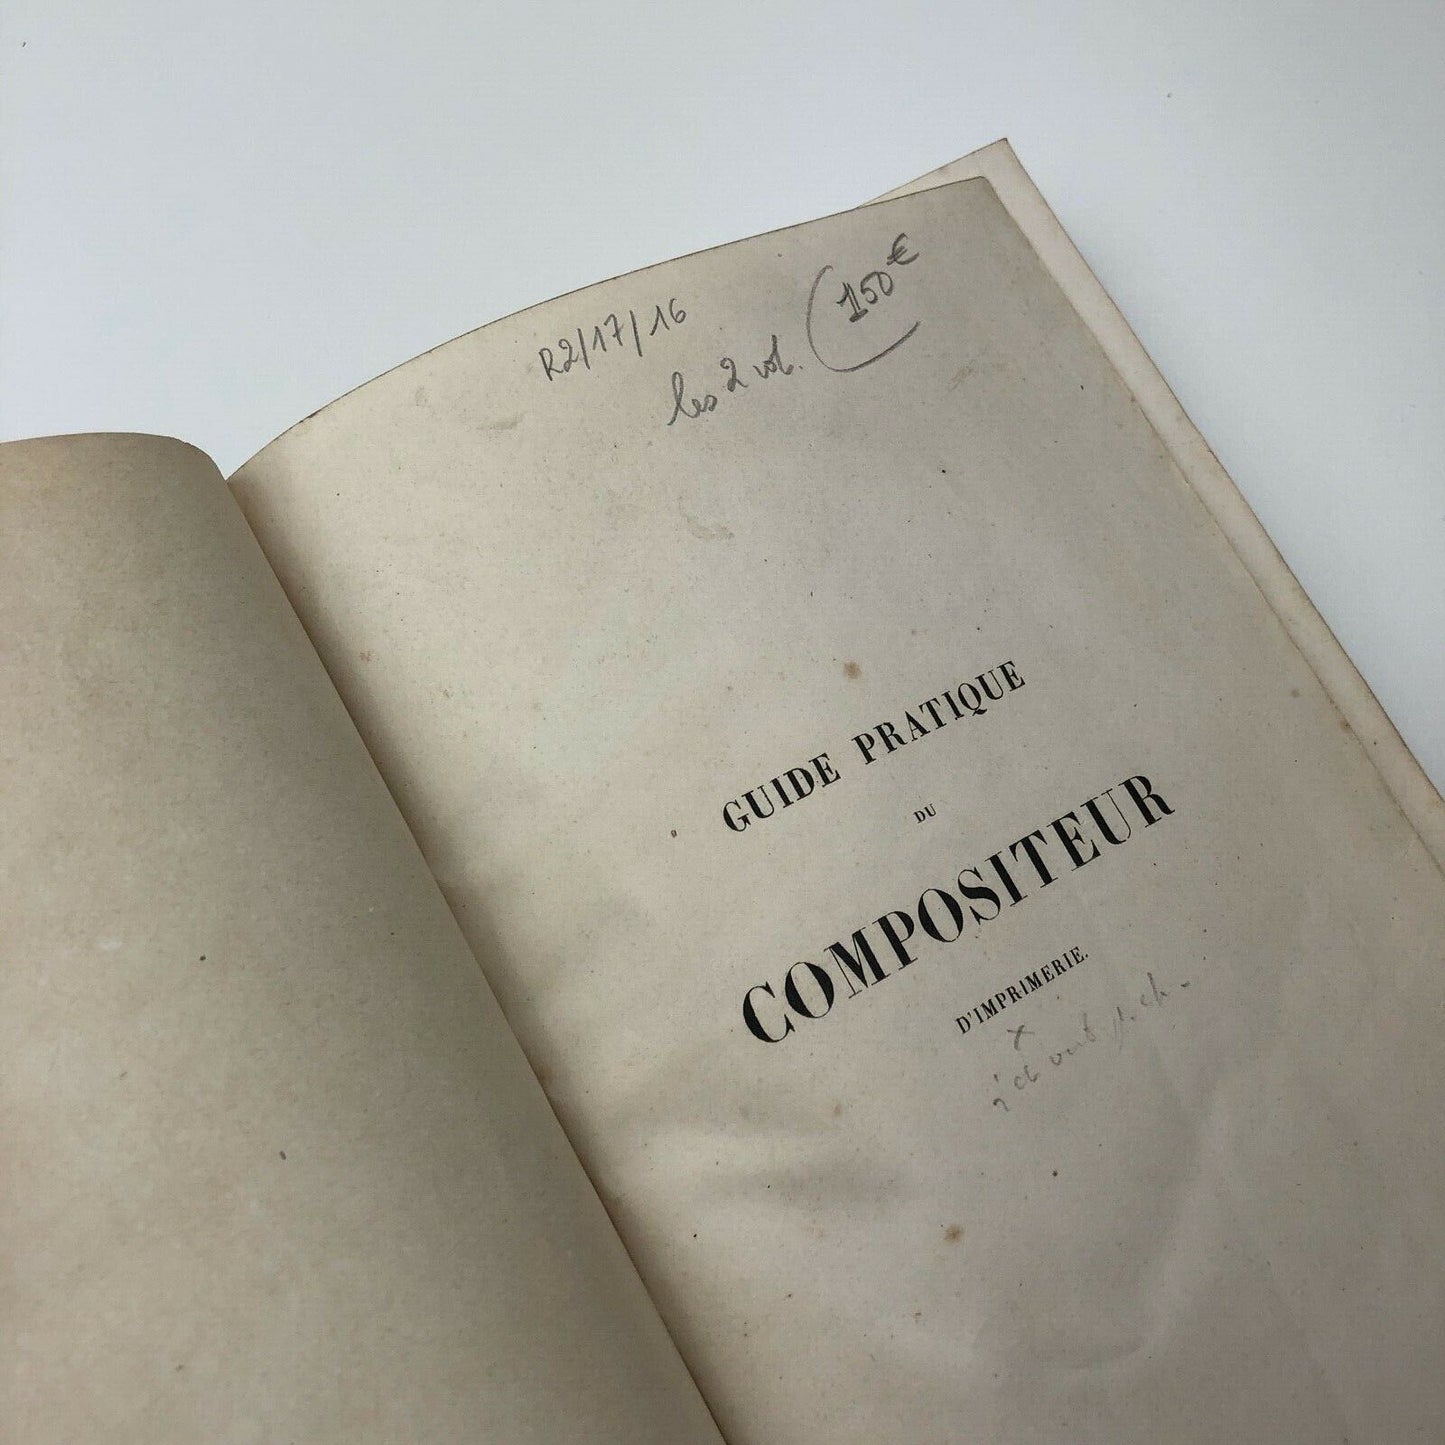 R2/17/16
les 2 vol. 150€
GUIDE PRATIQUE
DU
COMPOSITEUR
D'IMPRIMERIE.